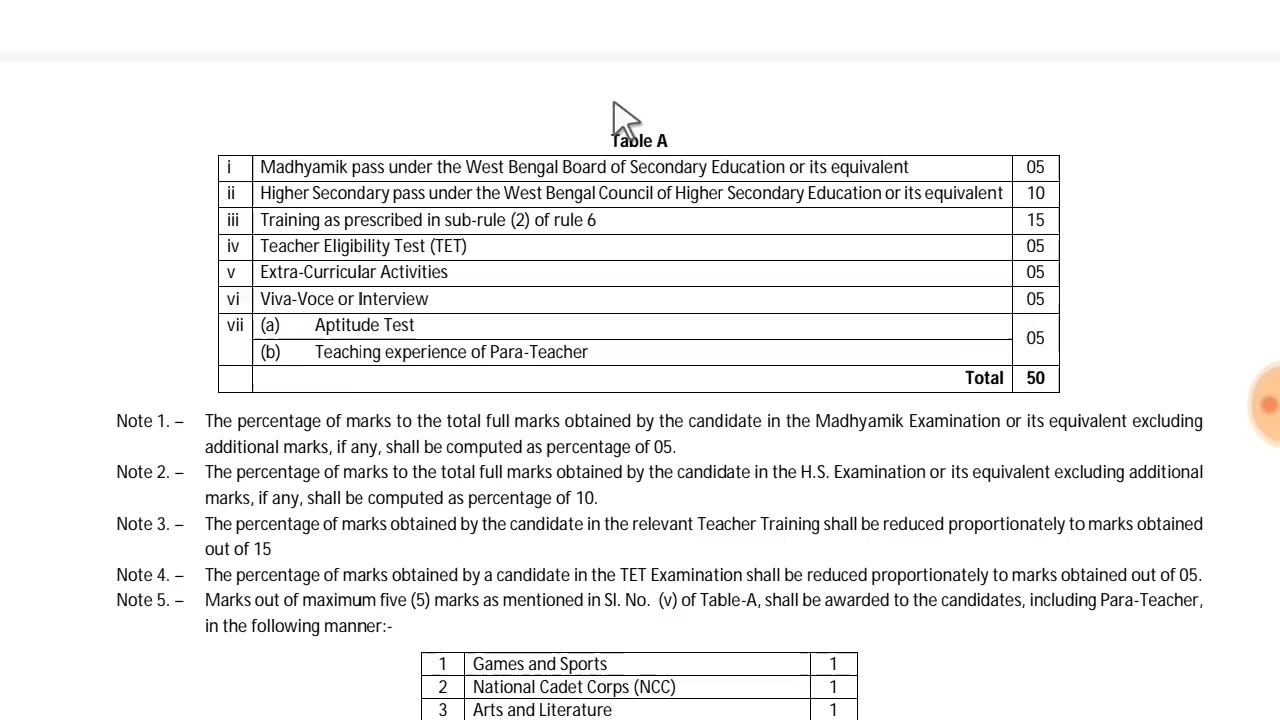 Table A
i Madhyamik pass under the West Bengal Board of Secondary Education or its equivalent 05
ii Higher Secondary pass under the West Bengal Council of Higher Secondary Education or its equivalent 10
iii Training as prescribed in sub-rule (2) of rule 6 15
iv Teacher Eligibility Test (TET) 05
v Extra-Curricular Activities 05
vi Viva-Voce or Interview 05
vii (a) Aptitude Test 05
(b) Teaching experience of Para-Teacher
Total 50
Note 1. – The percentage of marks to the total full marks obtained by the candidate in the Madhyamik Examination or its equivalent excluding
additional marks, if any, shall be computed as percentage of 05.
Note 2. – The percentage of marks to the total full marks obtained by the candidate in the H.S. Examination or its equivalent excluding additional
marks, if any, shall be computed as percentage of 10.
Note 3. – The percentage of marks obtained by the candidate in the relevant Teacher Training shall be reduced proportionately to marks obtained
out of 15
Note 4. – The percentage of marks obtained by a candidate in the TET Examination shall be reduced proportionately to marks obtained out of 05.
Note 5. – Marks out of maximum five (5) marks as mentioned in Sl. No. (v) of Table-A, shall be awarded to the candidates, including Para-Teacher,
in the following manner:-
1 Games and Sports 1
2 National Cadet Corps (NCC) 1
3 Arts and Literature 1